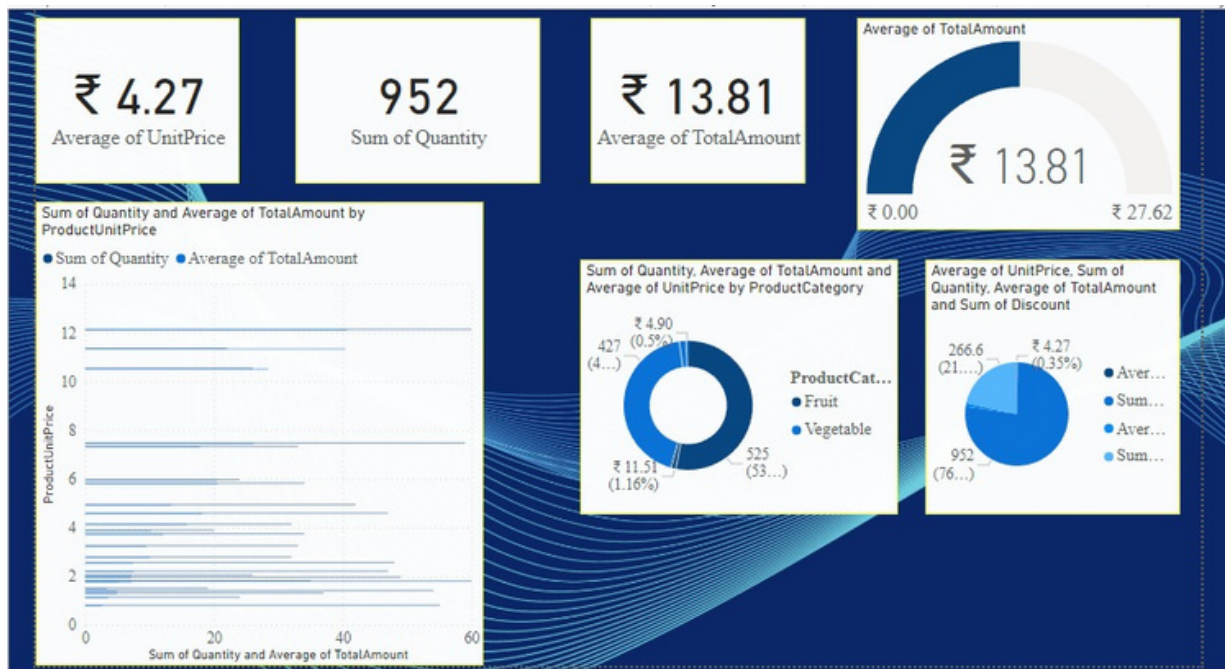 ₹ 4.27
Average of UnitPrice
952
Sum of Quantity
₹ 13.81
Average of TotalAmount
Average of TotalAmount
₹ 13.81
₹ 0.00
₹ 27.62
Sum of Quantity and Average of TotalAmount by
ProductUnitPrice
Sum of Quantity
Average of TotalAmount
14
12
10
8
6
4
2
0
ProductUnitPrice
0
20
40
60
Sum of Quantity and Average of TotalAmount
Sum of Quantity, Average of TotalAmount and
Average of UnitPrice by ProductCategory
₹ 4.90
(0.5%)
427
(4...)
₹ 11.51
(1.16%)
525
(53...)
ProductCat...
Fruit
Vegetable
Average of UnitPrice, Sum of
Quantity, Average of TotalAmount
and Sum of Discount
266.6
(21....)
₹ 4.27
(0.35%)
952
(76...)
Aver...
Sum...
Aver...
Sum...